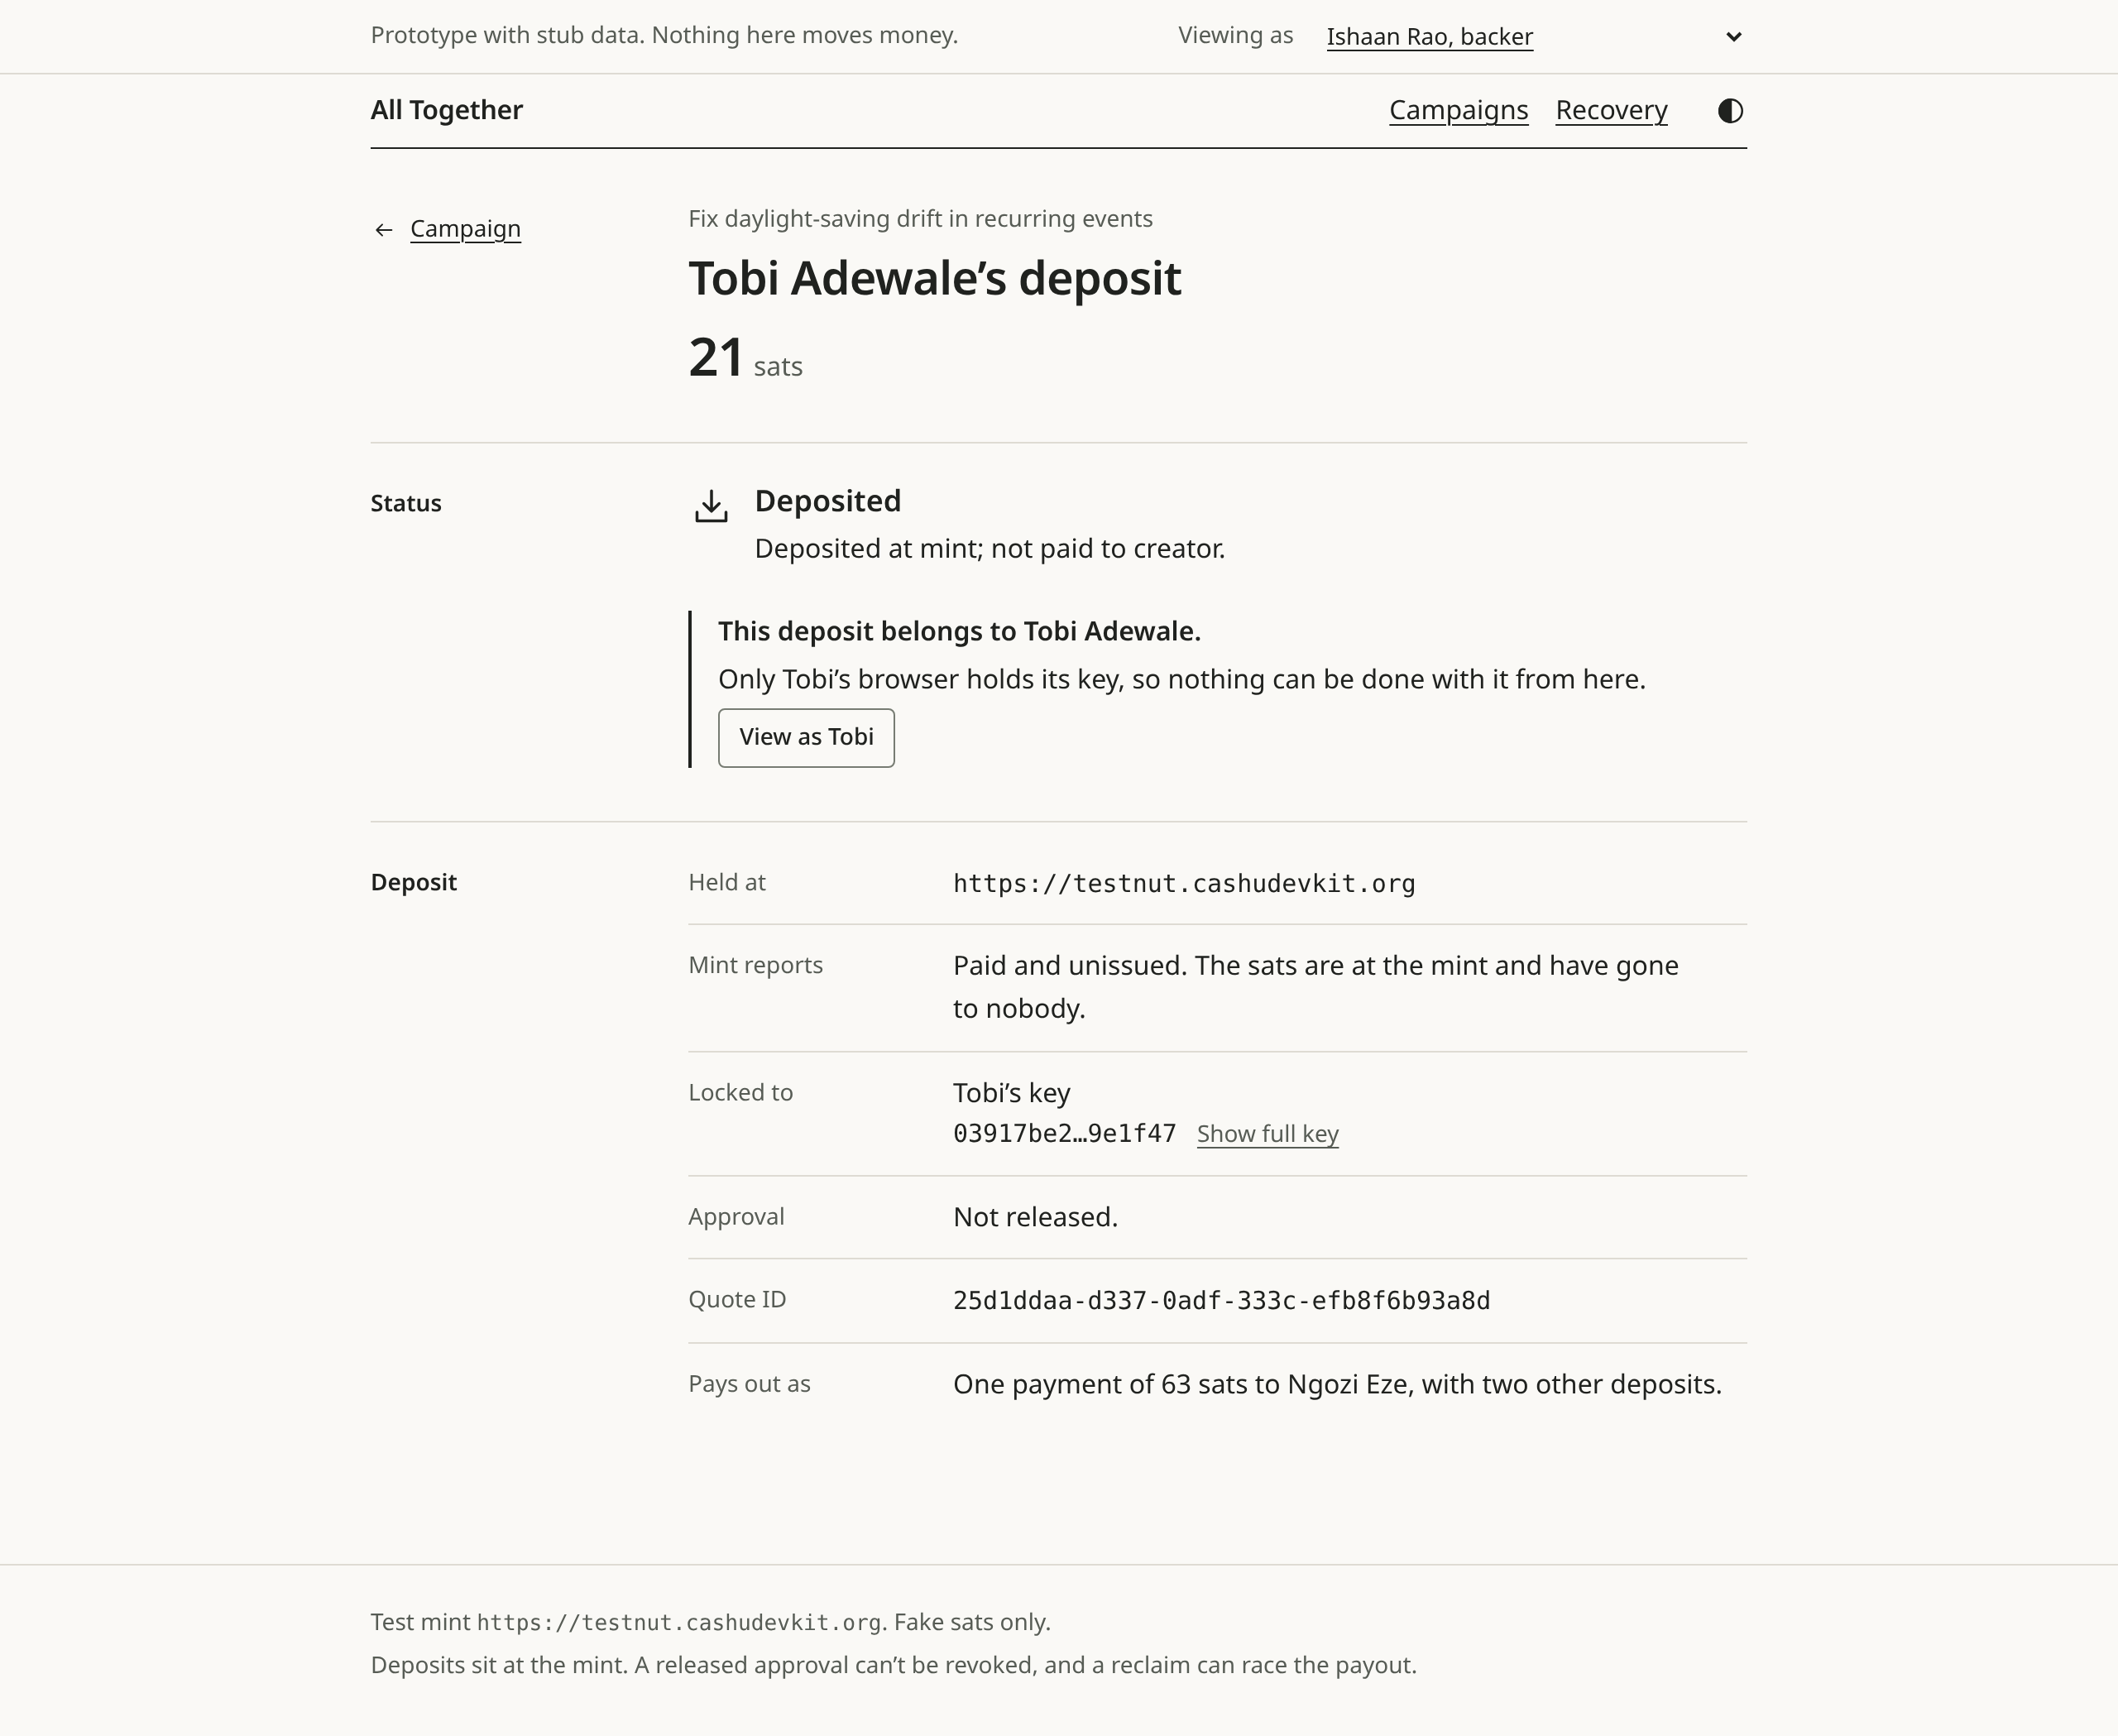 Prototype with stub data. Nothing here moves money.
Viewing as Ishaan Rao, backer
All Together
Campaigns Recovery
← Campaign
Fix daylight-saving drift in recurring events
Tobi Adewale’s deposit
21 sats
Status
Deposited
Deposited at mint; not paid to creator.
This deposit belongs to Tobi Adewale.
Only Tobi’s browser holds its key, so nothing can be done with it from here.
View as Tobi
Deposit
Held at https://testnut.cashudevkit.org
Mint reports Paid and unissued. The sats are at the mint and have gone
to nobody.
Locked to Tobi’s key
03917be2…9e1f47 Show full key
Approval Not released.
Quote ID 25d1ddaa-d337-0adf-333c-efb8f6b93a8d
Pays out as One payment of 63 sats to Ngozi Eze, with two other deposits.
Test mint https://testnut.cashudevkit.org. Fake sats only.
Deposits sit at the mint. A released approval can’t be revoked, and a reclaim can race the payout.